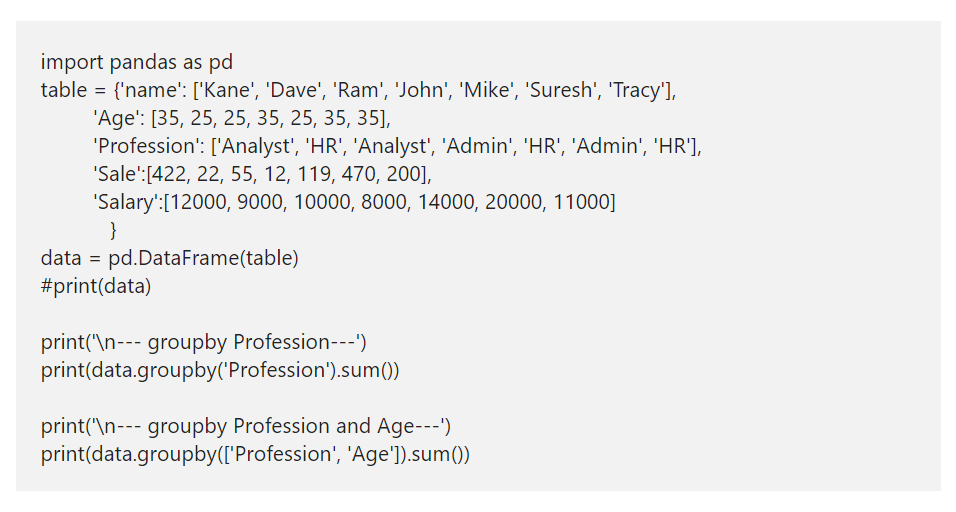 import pandas as pd
table = {'name': ['Kane', 'Dave', 'Ram', 'John', 'Mike', 'Suresh', 'Tracy'],
'Age': [35, 25, 25, 35, 25, 35, 35],
'Profession': ['Analyst', 'HR', 'Analyst', 'Admin', 'HR', 'Admin', 'HR'],
'Sale':[422, 22, 55, 12, 119, 470, 200],
'Salary':[12000, 9000, 10000, 8000, 14000, 20000, 11000]
}
data = pd.DataFrame(table)
#print(data)
print('\n--- groupby Profession---')
print(data.groupby('Profession').sum())
print('\n--- groupby Profession and Age---')
print(data.groupby(['Profession', 'Age']).sum())